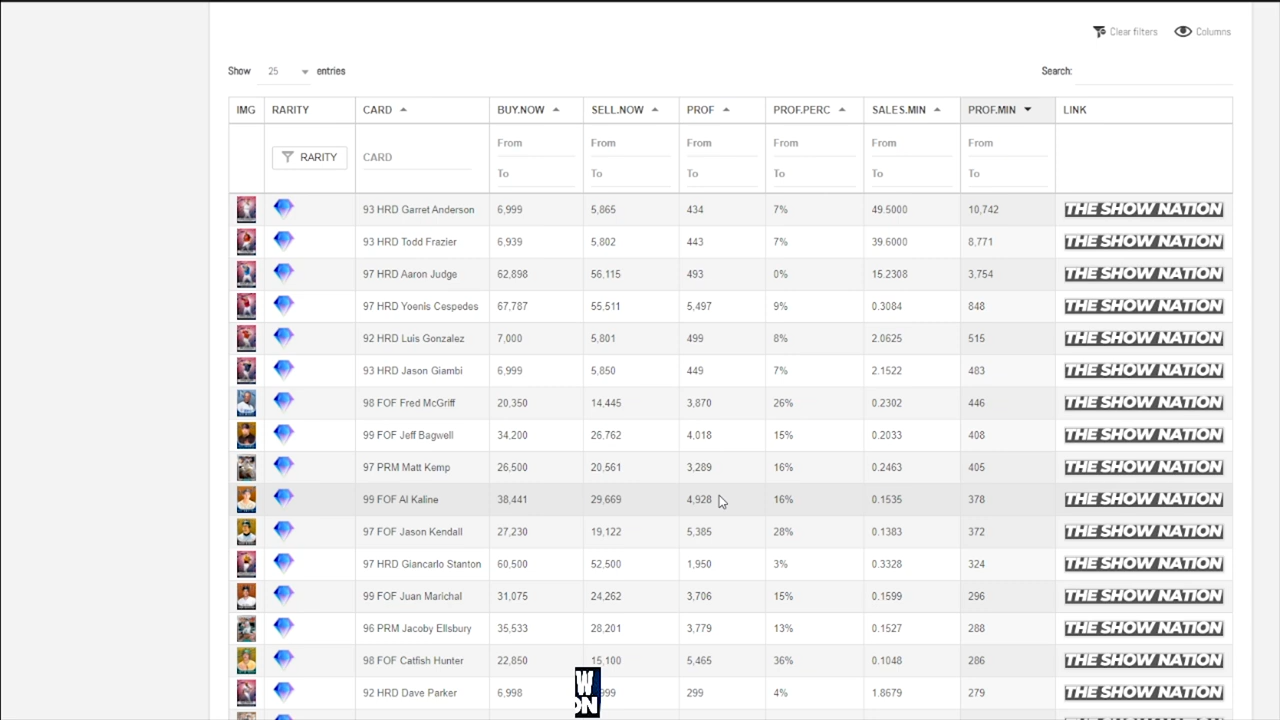 Clear filters Columns
Show 25 entries Search:
IMG RARITY CARD BUY.NOW SELL.NOW PROF PROF.PERC SALES.MIN PROF.MIN LINK
From From From From From From
RARITY CARD
To To To To To To
93 HRD Garret Anderson 6,999 5,865 434 7% 49.5000 10,742 THE SHOW NATION
93 HRD Todd Frazier 6,939 5,802 443 7% 39.6000 8,771 THE SHOW NATION
97 HRD Aaron Judge 62,898 56,115 493 0% 15.2308 3,754 THE SHOW NATION
97 HRD Yoenis Cespedes 67,787 55,511 5,497 9% 0.3084 848 THE SHOW NATION
92 HRD Luis Gonzalez 7,000 5,801 499 8% 2.0625 515 THE SHOW NATION
93 HRD Jason Giambi 6,999 5,850 449 7% 2.1522 483 THE SHOW NATION
98 FOF Fred McGriff 20,350 14,445 3,870 26% 0.2302 446 THE SHOW NATION
99 FOF Jeff Bagwell 34,200 26,762 4,018 15% 0.2033 408 THE SHOW NATION
97 PRM Matt Kemp 26,500 20,561 3,289 16% 0.2463 405 THE SHOW NATION
99 FOF Al Kaline 38,441 29,669 4,928 16% 0.1535 378 THE SHOW NATION
97 FOF Jason Kendall 27,230 19,122 5,385 28% 0.1383 372 THE SHOW NATION
97 HRD Giancarlo Stanton 60,500 52,500 1,950 3% 0.3328 324 THE SHOW NATION
99 FOF Juan Marichal 31,075 24,262 3,706 15% 0.1599 296 THE SHOW NATION
96 PRM Jacoby Ellsbury 35,533 28,201 3,779 13% 0.1527 288 THE SHOW NATION
98 FOF Catfish Hunter 22,850 15,100 5,465 36% 0.1048 286 THE SHOW NATION
92 HRD Dave Parker 6,998 999 299 4% 1.8679 279 THE SHOW NATION
W
ON